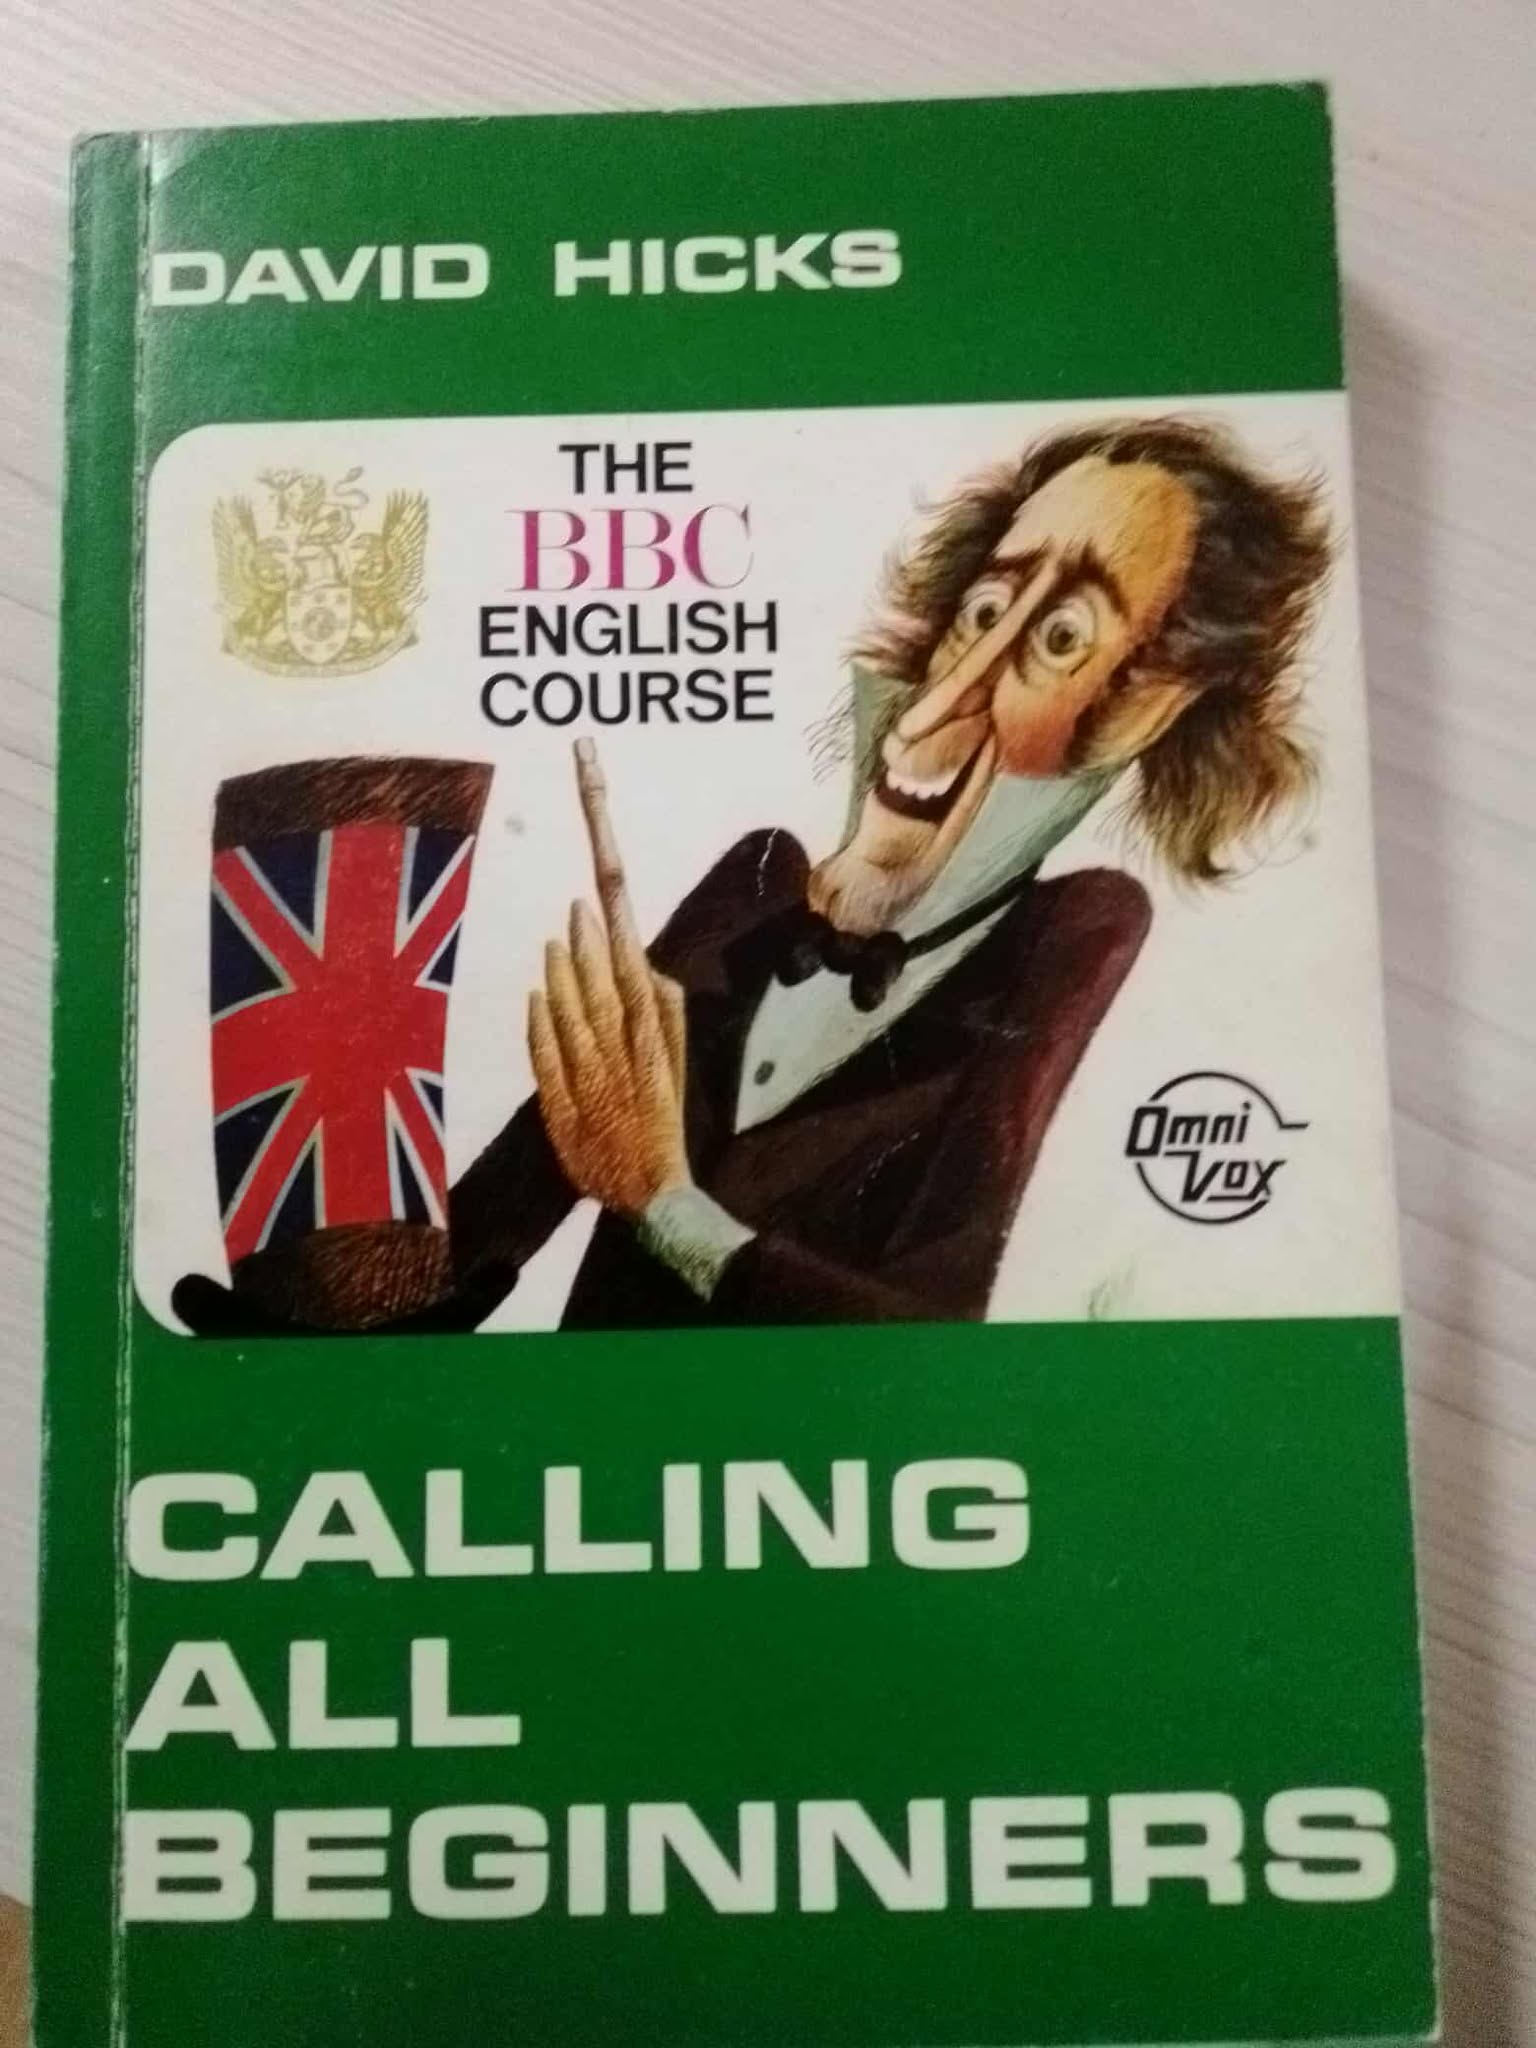 DAVID HICKS
THE
BBC
ENGLISH
COURSE
Omni
Vox
CALLING
ALL
BEGINNERS